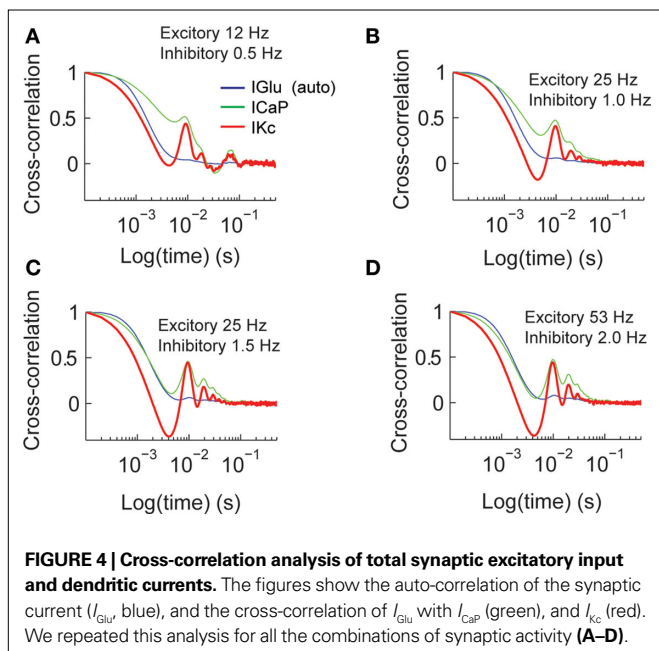 A
Excitory 12 Hz
Inhibitory 0.5 Hz
Cross-correlation
1
0.5
0
IGlu (auto)
ICaP
IKc
10⁻³ 10⁻² 10⁻¹
Log(time) (s)
B
Excitory 25 Hz
Inhibitory 1.0 Hz
Cross-correlation
1
0.5
0
10⁻³ 10⁻² 10⁻¹
Log(time) (s)
C
Excitory 25 Hz
Inhibitory 1.5 Hz
Cross-correlation
1
0.5
0
10⁻³ 10⁻² 10⁻¹
Log(time) (s)
D
Excitory 53 Hz
Inhibitory 2.0 Hz
Cross-correlation
1
0.5
0
10⁻³ 10⁻² 10⁻¹
Log(time) (s)
FIGURE 4 | Cross-correlation analysis of total synaptic excitatory input
and dendritic currents. The figures show the auto-correlation of the synaptic
current (I_Glu, blue), and the cross-correlation of I_Glu with I_CaP (green), and I_Kc (red).
We repeated this analysis for all the combinations of synaptic activity (A–D).